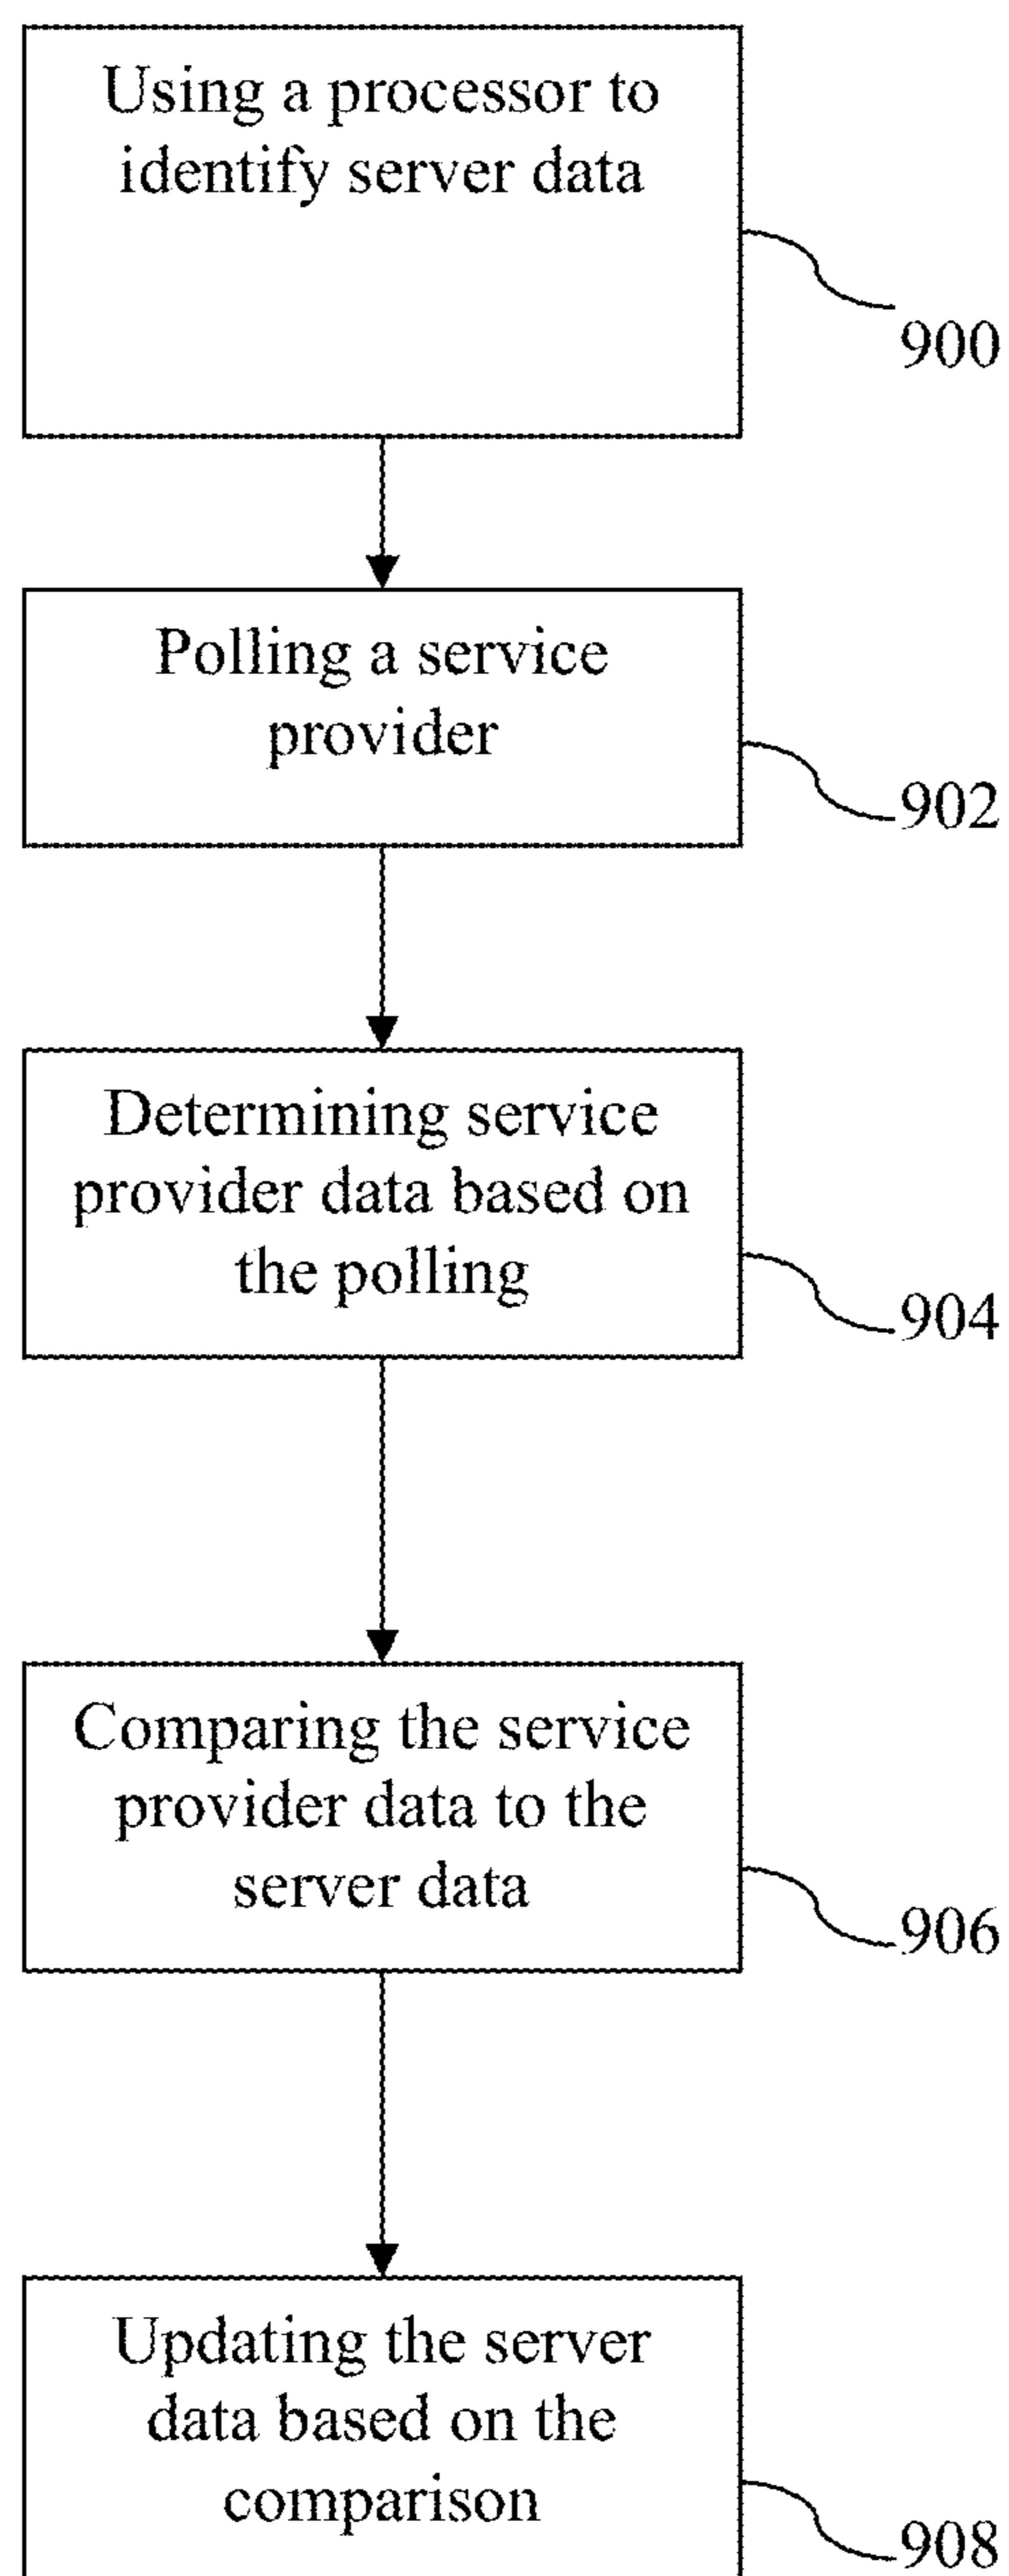 Using a processor to
identify server data
900
Polling a service
provider
902
Determining service
provider data based on
the polling
904
Comparing the service
provider data to the
server data
906
Updating the server
data based on the
comparison
908